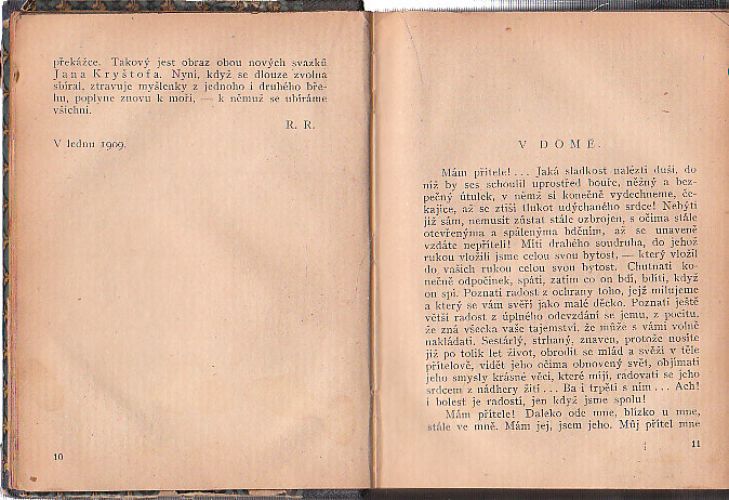 překážce. Takový jest obraz obou nových svazků
Jana Kryštofa. Nyní, když se dlouze zvolna
sbíral, ztravuje myšlenky z jednoho i druhého bře-
hu, poplyne znovu k moři, — k němuž se ubíráme
všichni.
R. R.
V lednu 1909.
10
V DOMĚ.
Mám přítele!... Jaká sladkost nalézti duši, do
níž by ses schoulil uprostřed bouře, něžný a bez-
pečný útulek, v němž si konečně vydechneme, če-
kajíce, až se ztiší tlukot udýchaného srdce! Nebýti
již sám, nemusit zůstat stále ozbrojen, s očima stále
otevřenýma a spálenýma bděním, až se unaveně
vzdáte nepříteli! Míti drahého soudruha, do jehož
rukou vložili jsme celou svou bytost, — který vložil
do vašich rukou celou svou bytost. Chutnati ko-
nečně odpočinek, spáti, zatím co on bdí, bdíti, když
on spí. Poznati radost z ochrany toho, jejž milujeme
a který se vám svěří jako malé děcko. Poznati ještě
větší radost z úplného odevzdání se jemu, z pocitu,
že zná všecka vaše tajemství, že může s vámi volně
nakládati. Sestárlý, strhaný, znaven, protože nosíte
již po tolik let život, obrodit se mlád a svěží v těle
přítelově, vidět jeho očima obnovený svět, objímati
jeho smysly krásné věci, které míjí, radovati se jeho
srdcem z nádhery žití... Ba i trpěti s ním... Ach!
i bolest je radostí, jen když jsme spolu!
Mám přítele! Daleko ode mne, blízko u mne,
stále ve mně. Mám jej, jsem jeho. Můj přítel mne
11